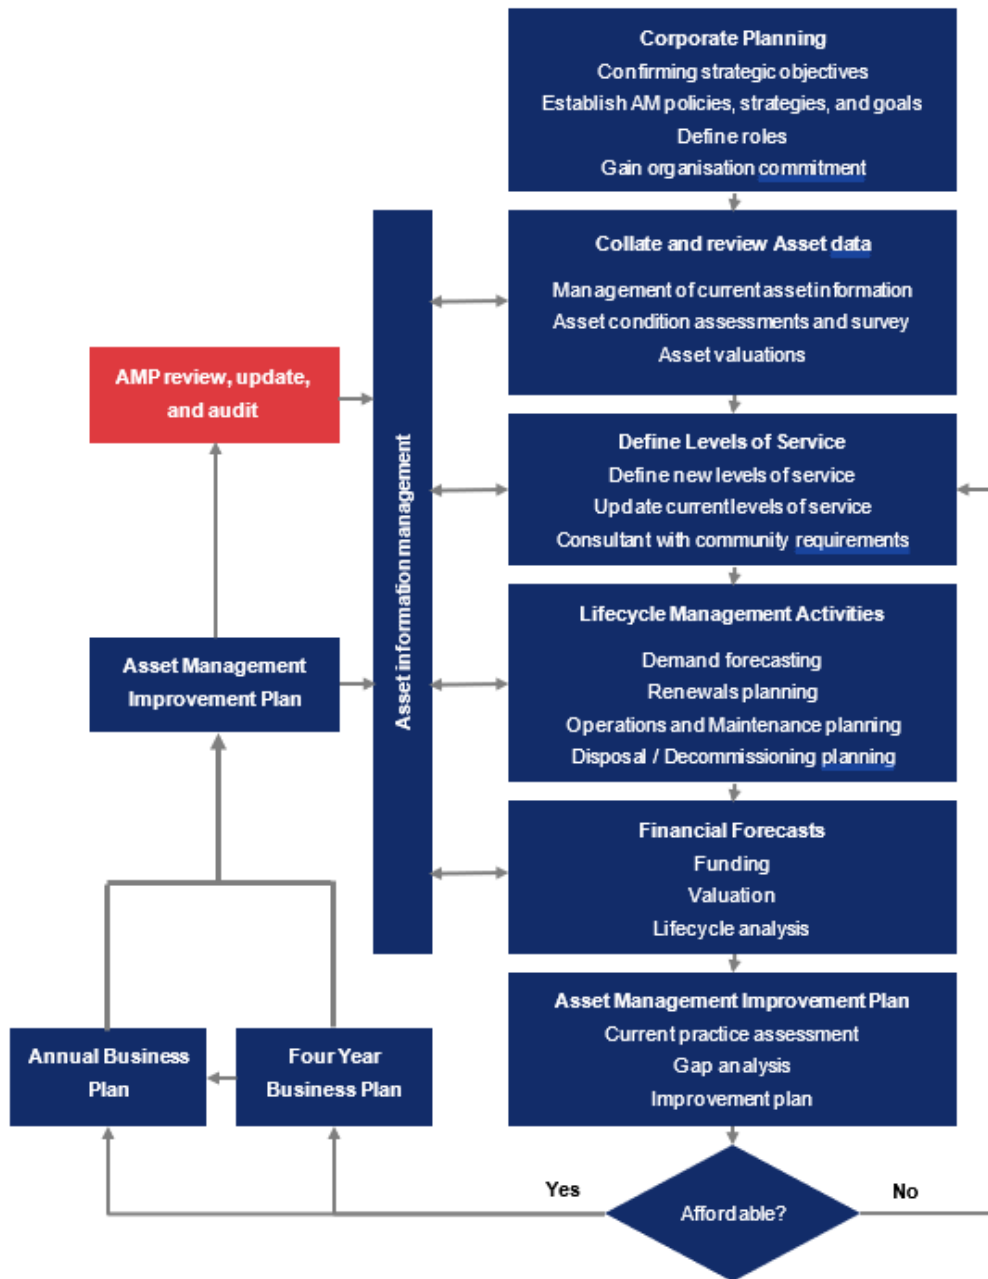 Corporate Planning
Confirming strategic objectives
Establish AM policies, strategies, and goals
Define roles
Gain organisation commitment
Collate and review Asset data
Management of current asset information
Asset condition assessments and survey
Asset valuations
AMP review, update,
and audit
Asset information management
Define Levels of Service
Define new levels of service
Update current levels of service
Consultant with community requirements
Lifecycle Management Activities
Demand forecasting
Renewals planning
Operations and Maintenance planning
Disposal / Decommissioning planning
Asset Management
Improvement Plan
Financial Forecasts
Funding
Valuation
Lifecycle analysis
Asset Management Improvement Plan
Current practice assessment
Gap analysis
Improvement plan
Annual Business
Plan
Four Year
Business Plan
Yes
Affordable?
No